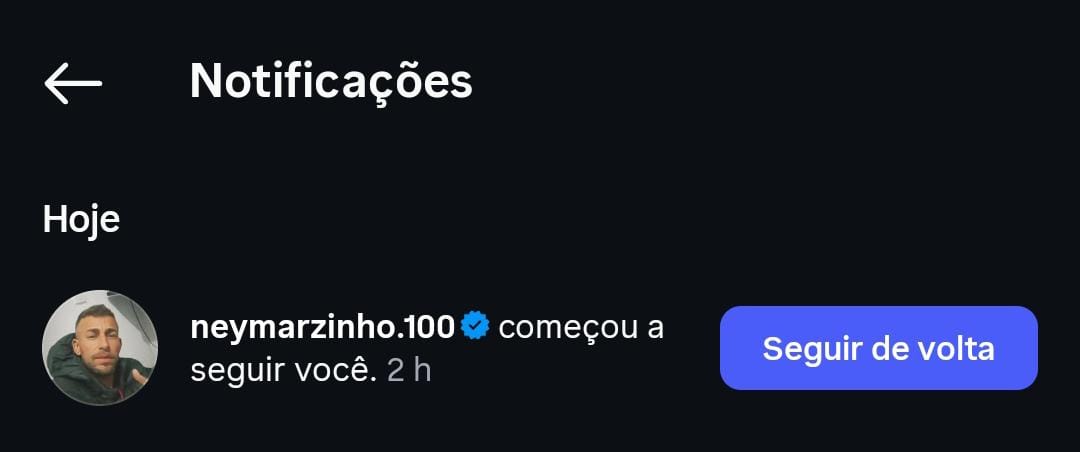 Notificações
Hoje
neymarzinho.100 começou a
seguir você. 2 h
Seguir de volta